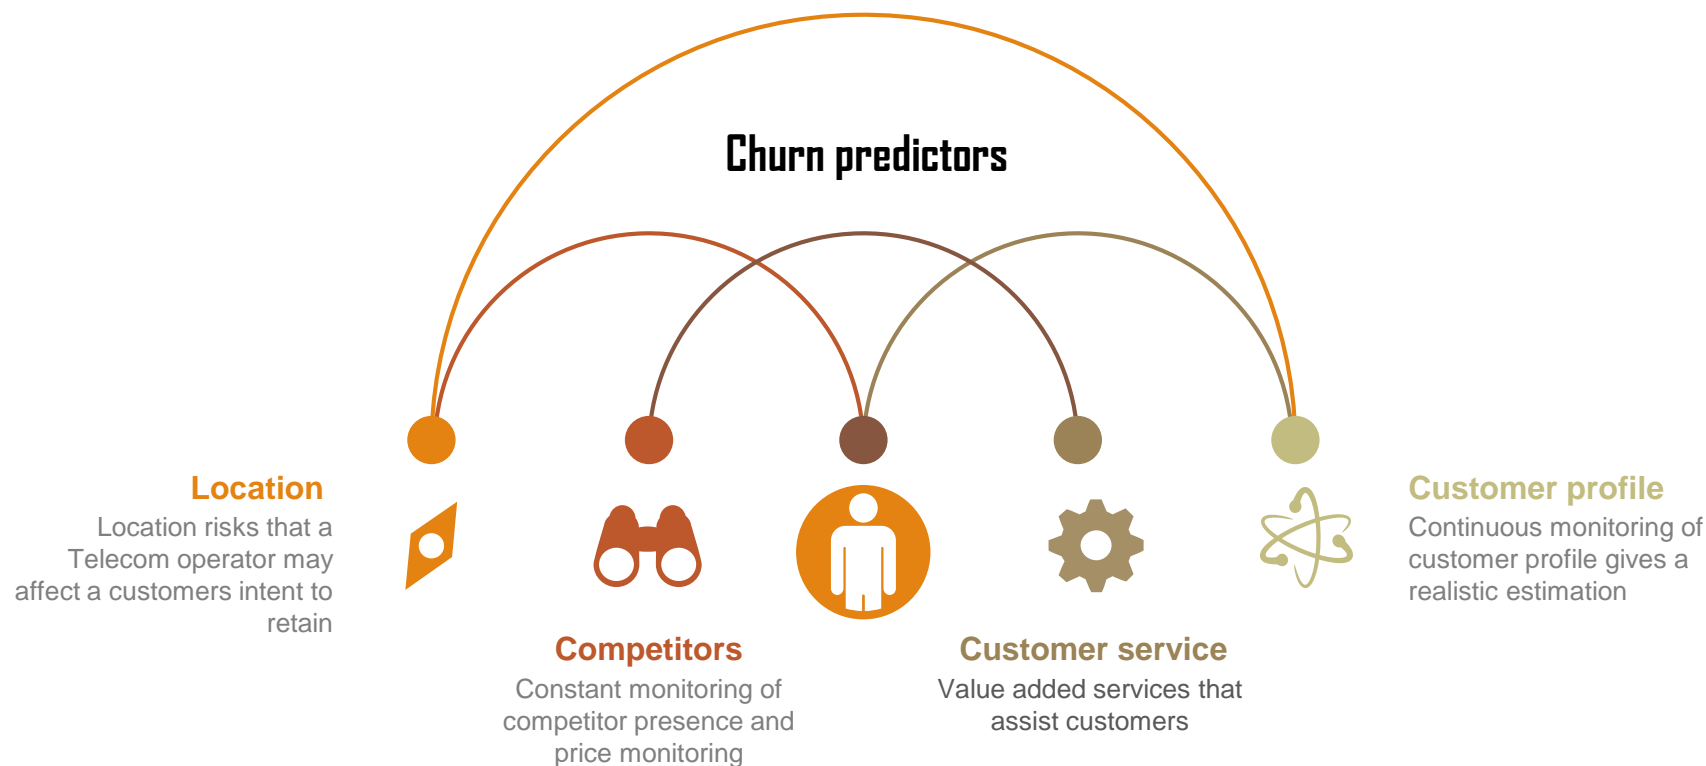 Churn predictors
Location
Location risks that a
Telecom operator may
affect a customers intent to
retain
Competitors
Constant monitoring of
competitor presence and
price monitoring
Customer service
Value added services that
assist customers
Customer profile
Continuous monitoring of
customer profile gives a
realistic estimation